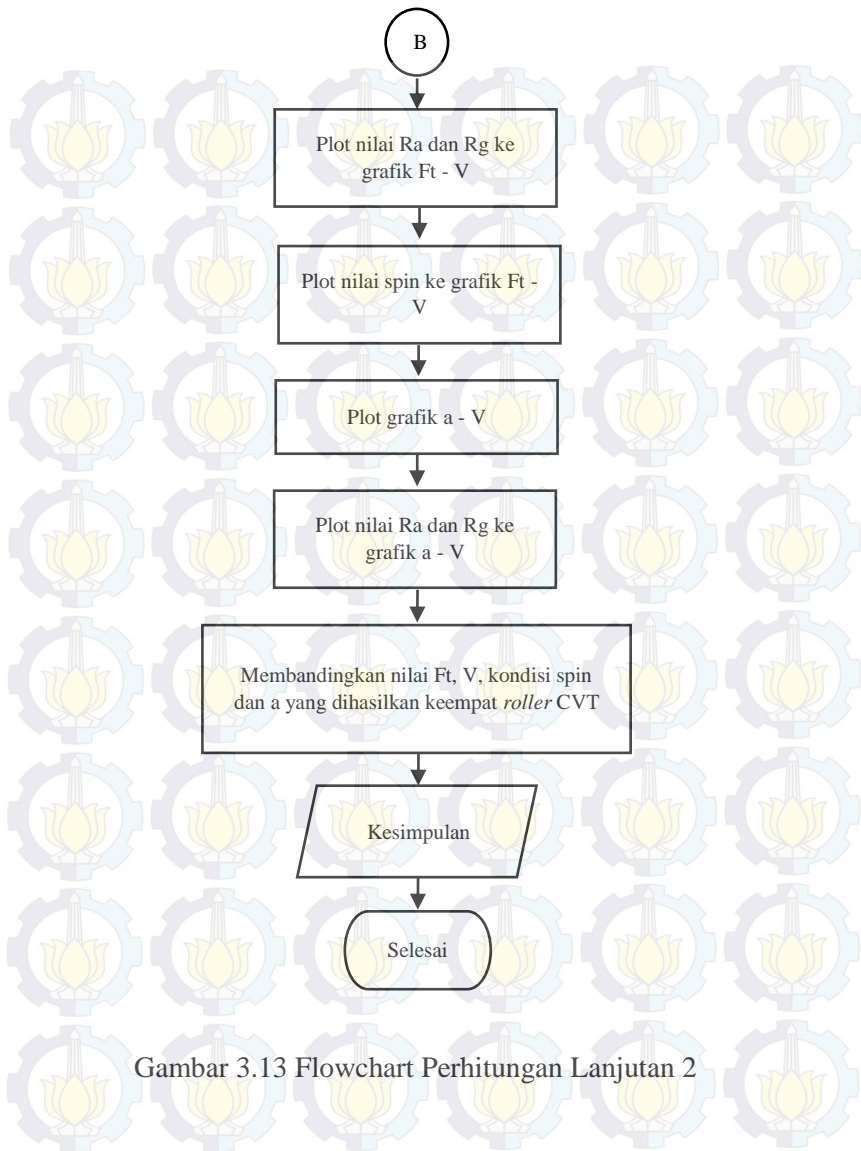 B
Plot nilai Ra dan Rg ke
grafik Ft - V
Plot nilai spin ke grafik Ft -
V
Plot grafik a - V
Plot nilai Ra dan Rg ke
grafik a - V
Membandingkan nilai Ft, V, kondisi spin
dan a yang dihasilkan keempat roller CVT
Kesimpulan
Selesai
Gambar 3.13 Flowchart Perhitungan Lanjutan 2